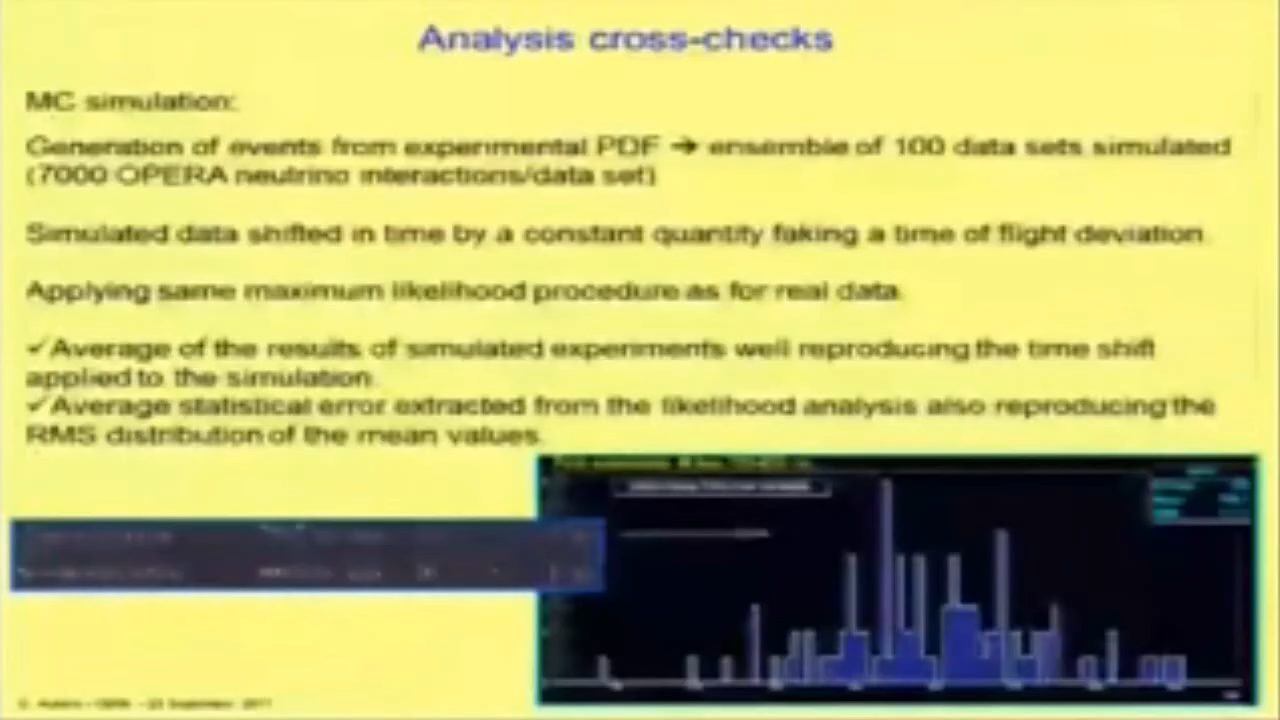 Analysis cross-checks
MC simulation:
Generation of events from experimental PDF ➔ ensemble of 100 data sets simulated
(7000 OPERA neutrino interactions/data set)
Simulated data shifted in time by a constant quantity faking a time of flight deviation.
Applying same maximum likelihood procedure as for real data.
✓Average of the results of simulated experiments well reproducing the time shift
applied to the simulation.
✓Average statistical error extracted from the likelihood analysis also reproducing the
RMS distribution of the mean values.